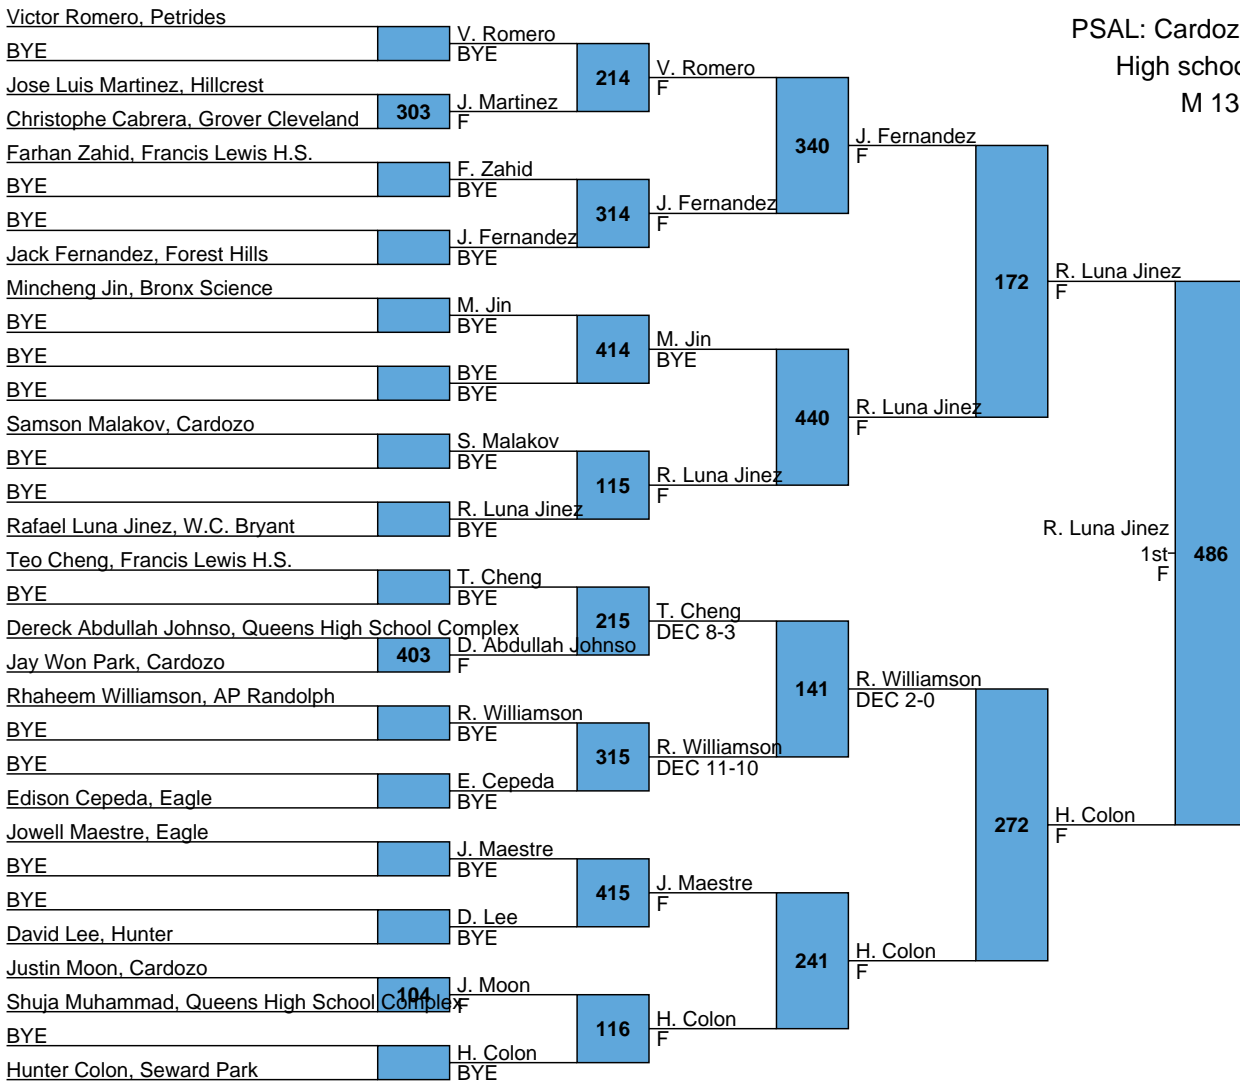 Victor Romero, Petrides
BYE
Jose Luis Martinez, Hillcrest
Christophe Cabrera, Grover Cleveland
Farhan Zahid, Francis Lewis H.S.
BYE
BYE
Jack Fernandez, Forest Hills
Mincheng Jin, Bronx Science
BYE
BYE
BYE
Samson Malakov, Cardozo
BYE
BYE
Rafael Luna Jinez, W.C. Bryant
Teo Cheng, Francis Lewis H.S.
BYE
Dereck Abdullah Johnso, Queens High School Complex
Jay Won Park, Cardozo
Rhaheem Williamson, AP Randolph
BYE
BYE
Edison Cepeda, Eagle
Jowell Maestre, Eagle
BYE
BYE
David Lee, Hunter
Justin Moon, Cardozo
Shuja Muhammad, Queens High School Complex
BYE
Hunter Colon, Seward Park
303
403
104
V. Romero
BYE
J. Martinez
F
F. Zahid
BYE
J. Fernandez
BYE
M. Jin
BYE
BYE
BYE
S. Malakov
BYE
R. Luna Jinez
BYE
T. Cheng
BYE
D. Abdullah Johnso
F
R. Williamson
BYE
E. Cepeda
BYE
J. Maestre
BYE
D. Lee
BYE
J. Moon
F
H. Colon
BYE
214
314
414
115
215
315
415
116
V. Romero
F
J. Fernandez
F
M. Jin
BYE
R. Luna Jinez
F
T. Cheng
DEC 8-3
R. Williamson
DEC 11-10
J. Maestre
F
H. Colon
F
340
440
141
241
J. Fernandez
F
R. Luna Jinez
F
R. Williamson
DEC 2-0
H. Colon
F
172
272
R. Luna Jinez
F
H. Colon
F
R. Luna Jinez
1st
F
486
PSAL: Cardoz
High schoo
M 13